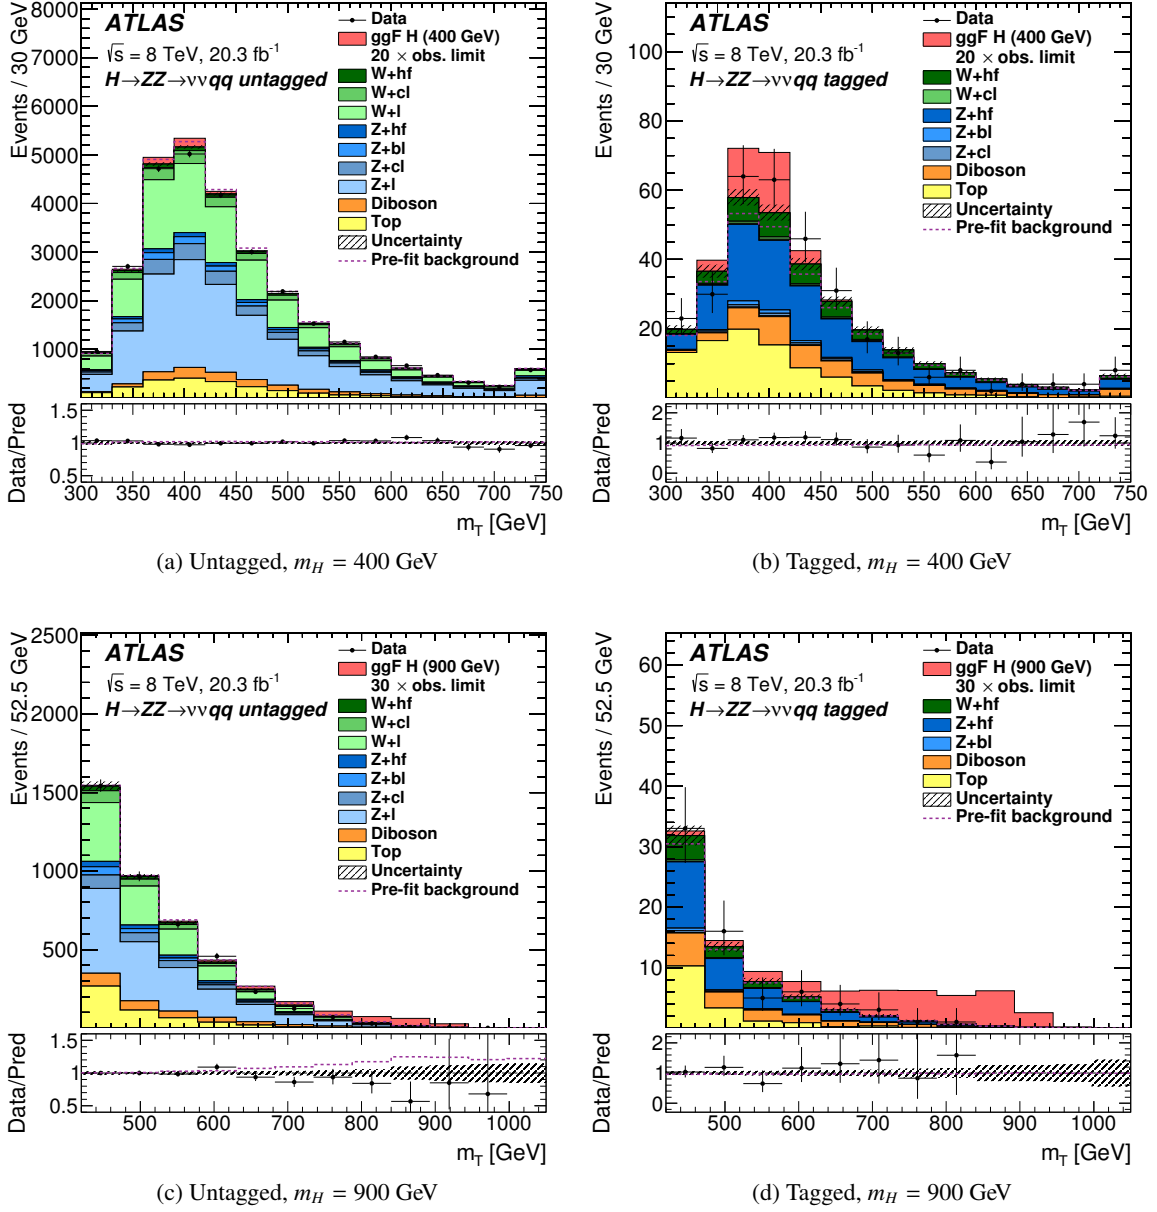 Events / 30 GeV
8000
7000
6000
5000
4000
3000
2000
1000
ATLAS
√s = 8 TeV, 20.3 fb⁻¹
H→ZZ→ννqq untagged
Data
ggF H (400 GeV)
20 × obs. limit
W+hf
W+cl
W+l
Z+hf
Z+bl
Z+cl
Z+l
Diboson
Top
Uncertainty
Pre-fit background
Data/Pred
1.5
1
0.5
300 350 400 450 500 550 600 650 700 750
m_T [GeV]
(a) Untagged, m_H = 400 GeV
Events / 30 GeV
100
80
60
40
20
ATLAS
√s = 8 TeV, 20.3 fb⁻¹
H→ZZ→ννqq tagged
Data
ggF H (400 GeV)
20 × obs. limit
W+hf
W+cl
Z+hf
Z+bl
Z+cl
Diboson
Top
Uncertainty
Pre-fit background
Data/Pred
2
1
0
300 350 400 450 500 550 600 650 700 750
m_T [GeV]
(b) Tagged, m_H = 400 GeV
Events / 52.5 GeV
2500
2000
1500
1000
500
ATLAS
√s = 8 TeV, 20.3 fb⁻¹
H→ZZ→ννqq untagged
Data
ggF H (900 GeV)
30 × obs. limit
W+hf
W+cl
W+l
Z+hf
Z+bl
Z+cl
Z+l
Diboson
Top
Uncertainty
Pre-fit background
Data/Pred
1.5
1
0.5
500 600 700 800 900 1000
m_T [GeV]
(c) Untagged, m_H = 900 GeV
Events / 52.5 GeV
60
50
40
30
20
10
ATLAS
√s = 8 TeV, 20.3 fb⁻¹
H→ZZ→ννqq tagged
Data
ggF H (900 GeV)
30 × obs. limit
W+hf
Z+hf
Z+bl
Diboson
Top
Uncertainty
Pre-fit background
Data/Pred
2
1
0
500 600 700 800 900 1000
m_T [GeV]
(d) Tagged, m_H = 900 GeV